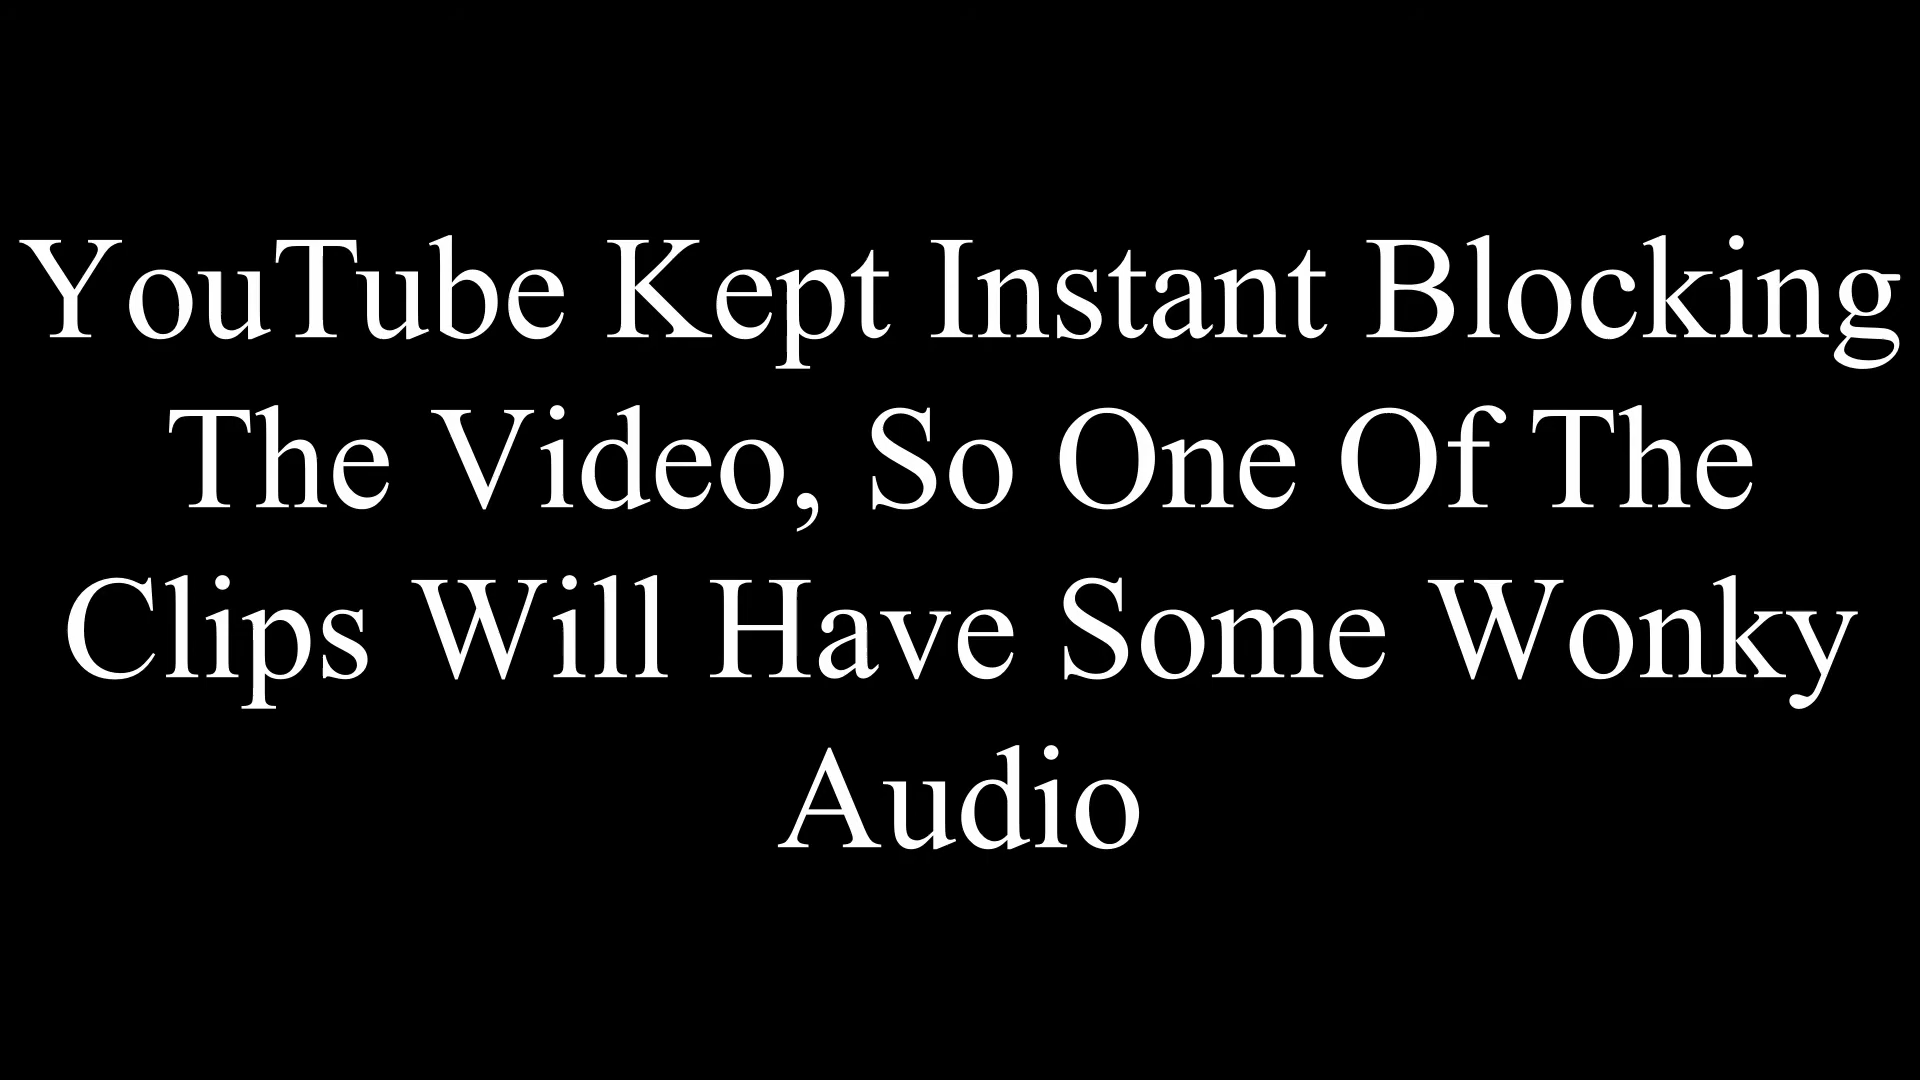 YouTube Kept Instant Blocking
The Video, So One Of The
Clips Will Have Some Wonky
Audio